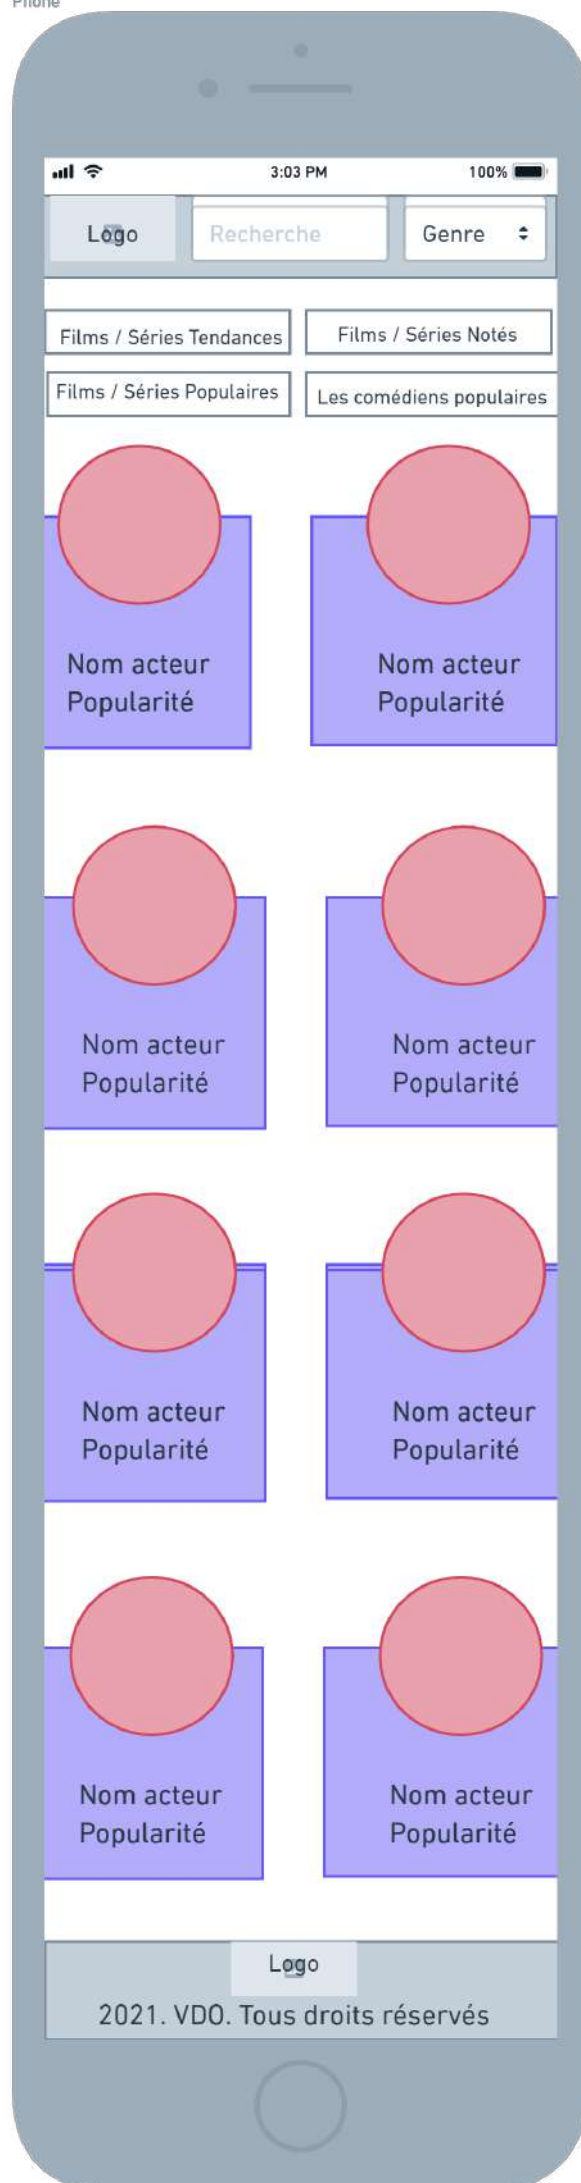 Phone
3:03 PM 100%
Logo Recherche Genre
Films / Séries Tendances Films / Séries Notés
Films / Séries Populaires Les comédiens populaires
Nom acteur Nom acteur
Popularité Popularité
Nom acteur Nom acteur
Popularité Popularité
Nom acteur Nom acteur
Popularité Popularité
Nom acteur Nom acteur
Popularité Popularité
Logo
2021. VDO. Tous droits réservés